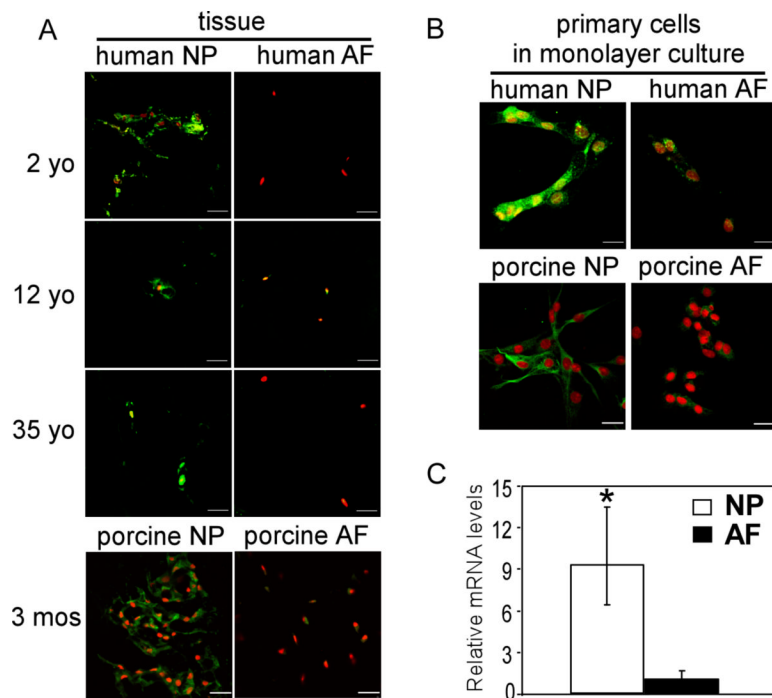 A
tissue
human NP human AF
2 yo
12 yo
35 yo
porcine NP porcine AF
3 mos
B
primary cells
in monolayer culture
human NP human AF
porcine NP porcine AF
C
Relative mRNA levels
15
12
9
6
3
0
*
NP
AF